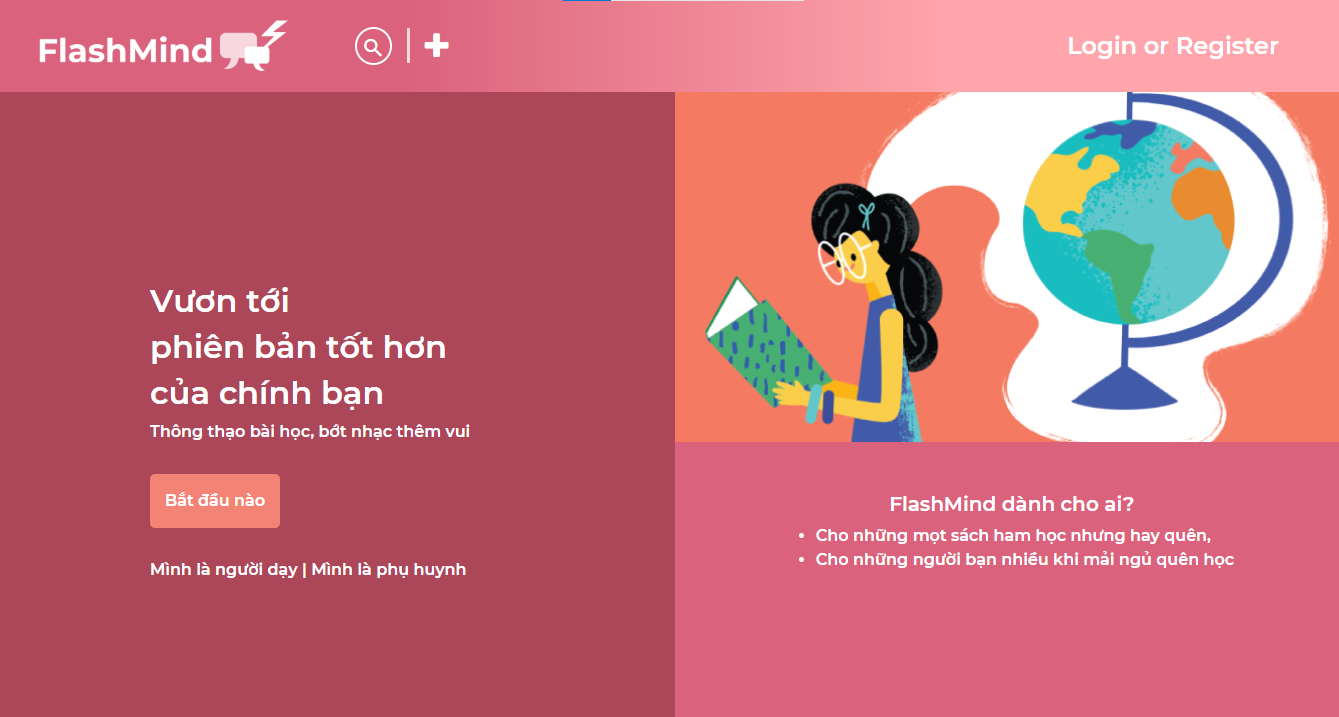 FlashMind
Login or Register
Vươn tới
phiên bản tốt hơn
của chính bạn
Thông thạo bài học, bớt nhạc thêm vui
Bắt đầu nào
Mình là người dạy | Mình là phụ huynh
FlashMind dành cho ai?
• Cho những mọt sách ham học nhưng hay quên,
• Cho những người bạn nhiều khi mải ngủ quên học